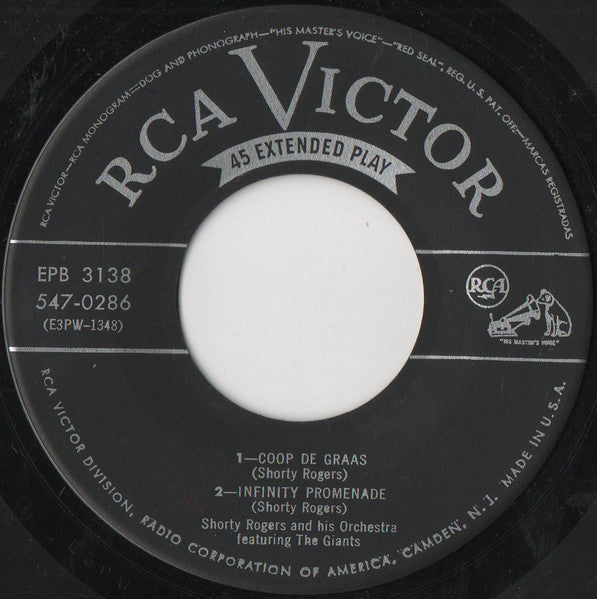 RCA VICTOR—RCA MONOGRAM—DOG AND PHONOGRAPH—"HIS MASTER'S VOICE"—"RED SEAL", REG. U.S. PAT. OFF.—MARCAS REGISTRADAS
RCA VICTOR
45 EXTENDED PLAY
EPB 3138
547-0286
(E3PW-1348)
RCA
"HIS MASTER'S VOICE"
1—COOP DE GRAAS
(Shorty Rogers)
2—INFINITY PROMENADE
(Shorty Rogers)
Shorty Rogers and his Orchestra
featuring The Giants
RCA VICTOR DIVISION, RADIO CORPORATION OF AMERICA, CAMDEN, N. J. MADE IN U.S.A.